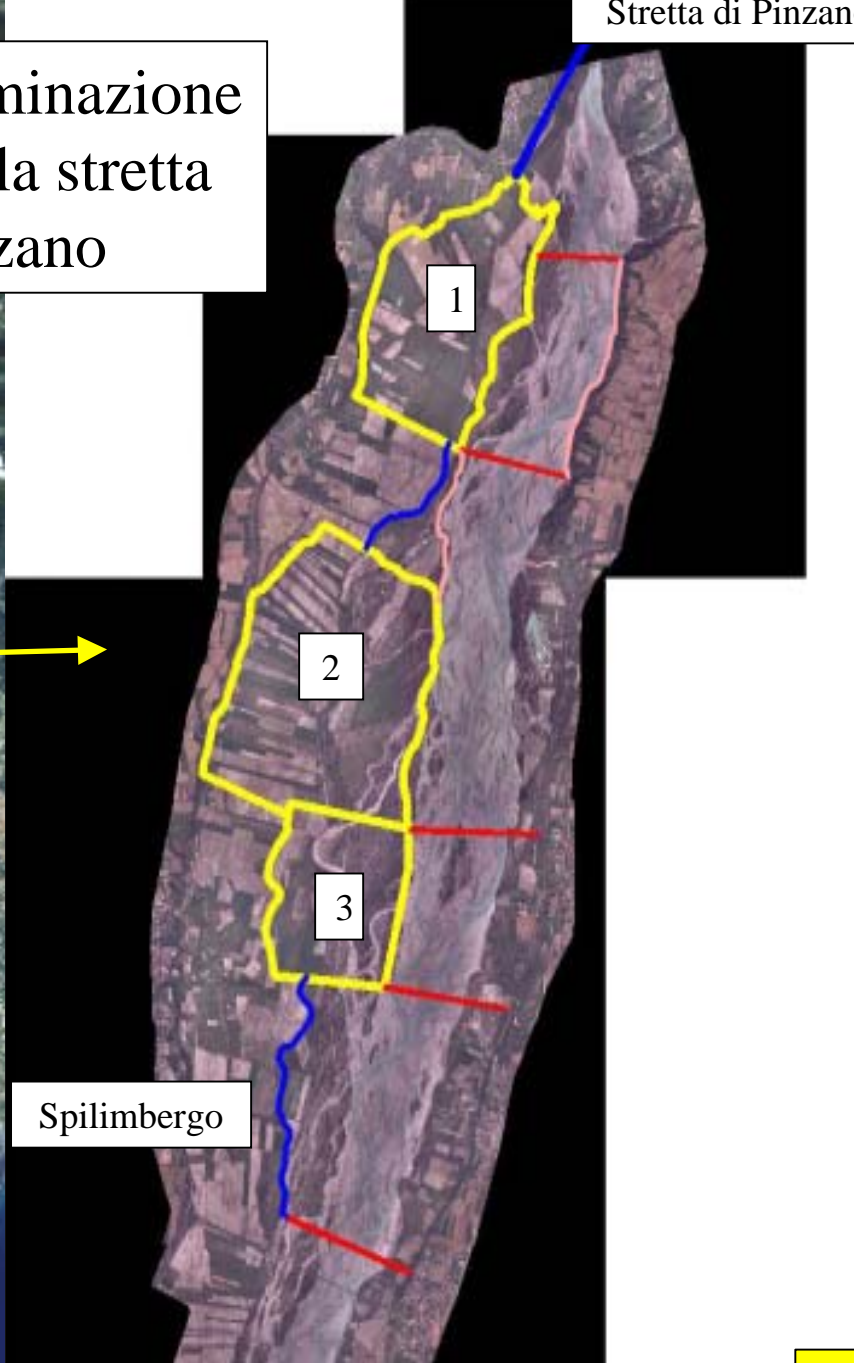 Stretta di Pinzan
minazione
la stretta
zano
1
2
3
Spilimbergo